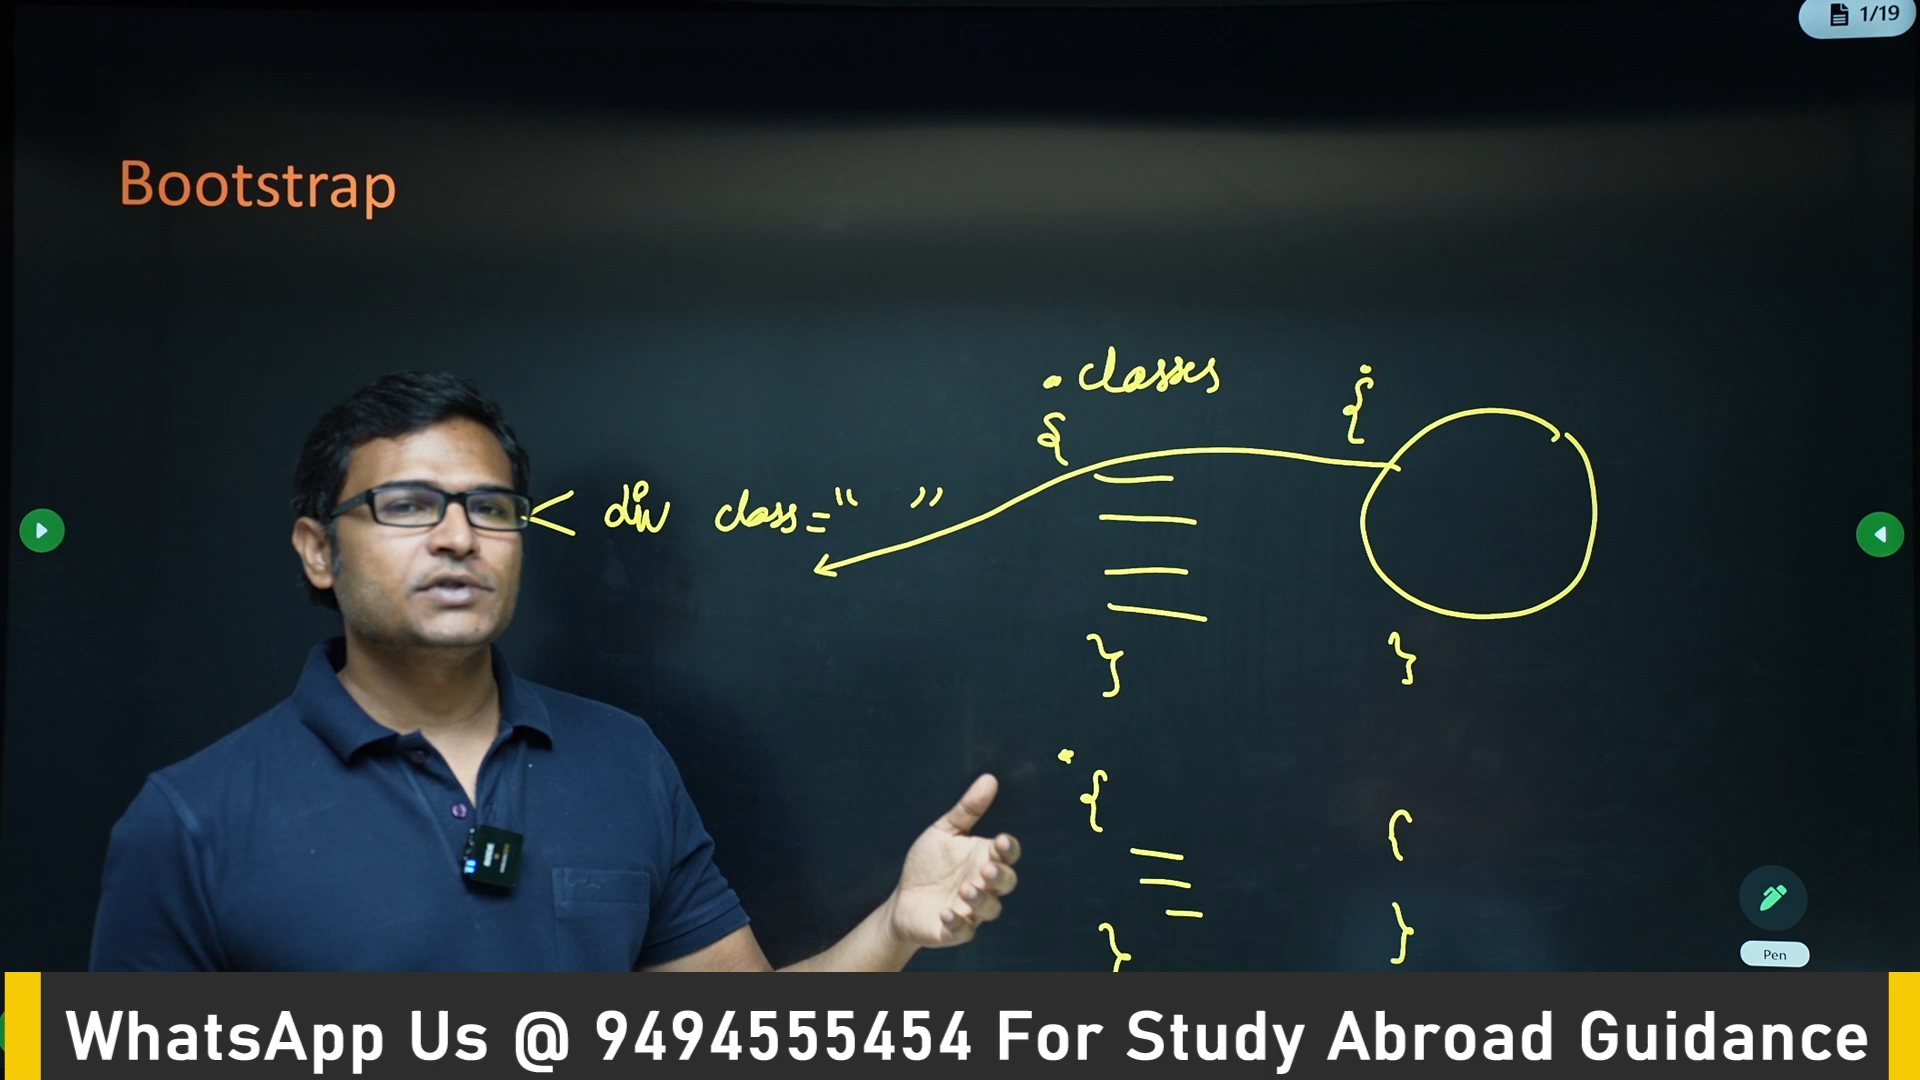 1/19
Bootstrap
. classes
{ {
< div class = " "
} }
. {
{
} }
Pen
WhatsApp Us @ 9494555454 For Study Abroad Guidance